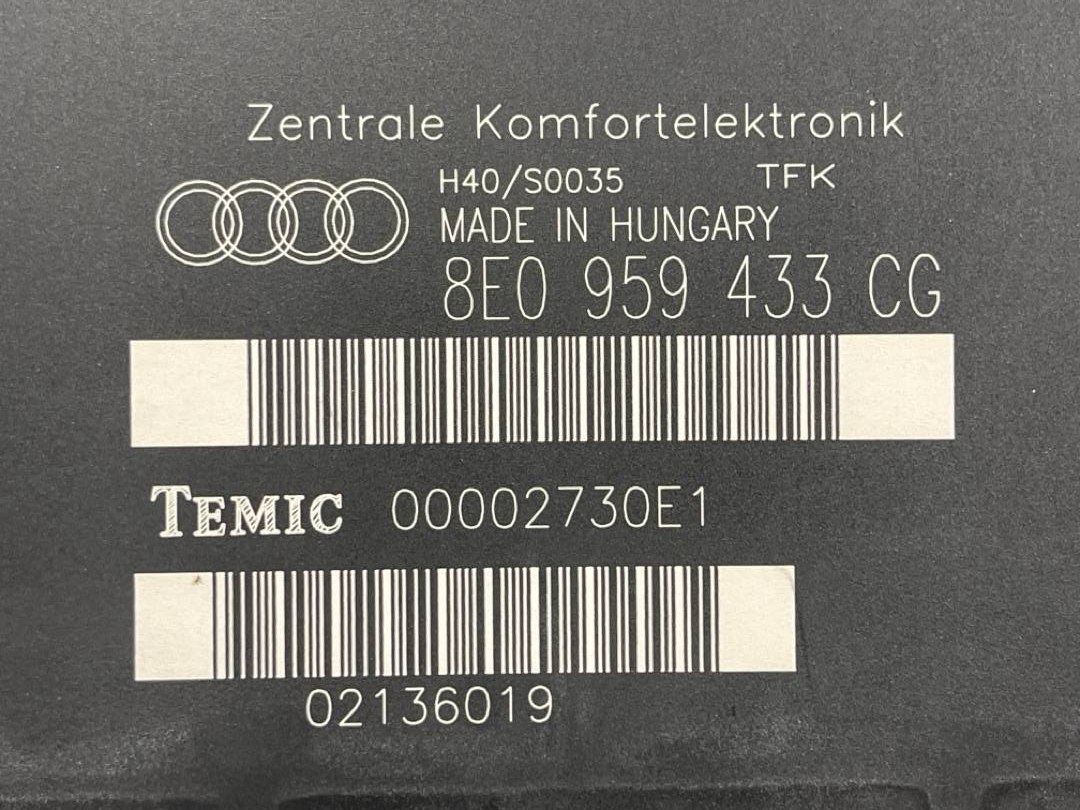 Zentrale Komfortelektronik
H40/S0035 TFK
MADE IN HUNGARY
8E0 959 433 CG
TEMIC 00002730E1
02136019